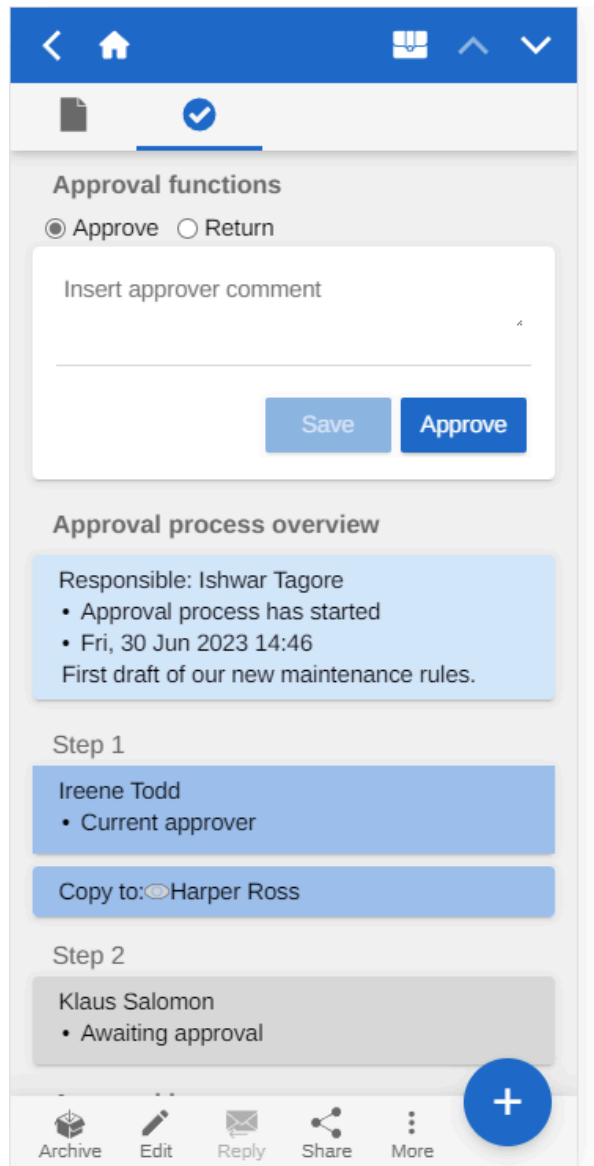 Approval functions
Approve Return
Insert approver comment
Save Approve
Approval process overview
Responsible: Ishwar Tagore
• Approval process has started
• Fri, 30 Jun 2023 14:46
First draft of our new maintenance rules.
Step 1
Ireene Todd
• Current approver
Copy to: Harper Ross
Step 2
Klaus Salomon
• Awaiting approval
Archive Edit Reply Share More